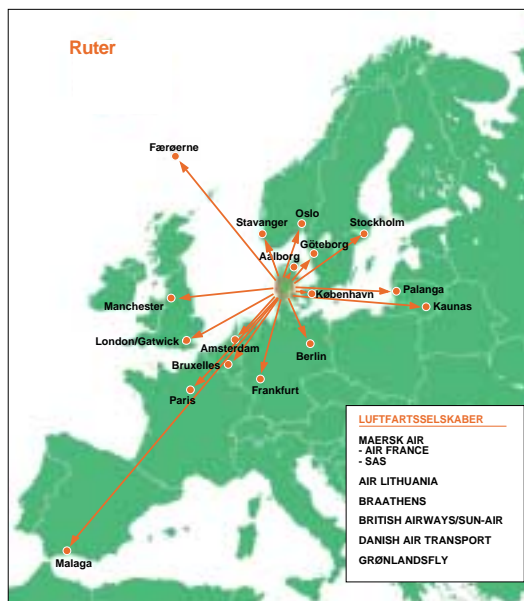 Ruter
Færøerne
Oslo
Stavanger
Stockholm
Göteborg
Aalborg
Palanga
København
Manchester
Kaunas
London/Gatwick
Amsterdam
Berlin
Bruxelles
Frankfurt
Paris
Malaga
LUFTFARTSSELSKABER
MAERSK AIR
- AIR FRANCE
- SAS
AIR LITHUANIA
BRAATHENS
BRITISH AIRWAYS/SUN-AIR
DANISH AIR TRANSPORT
GRØNLANDSFLY